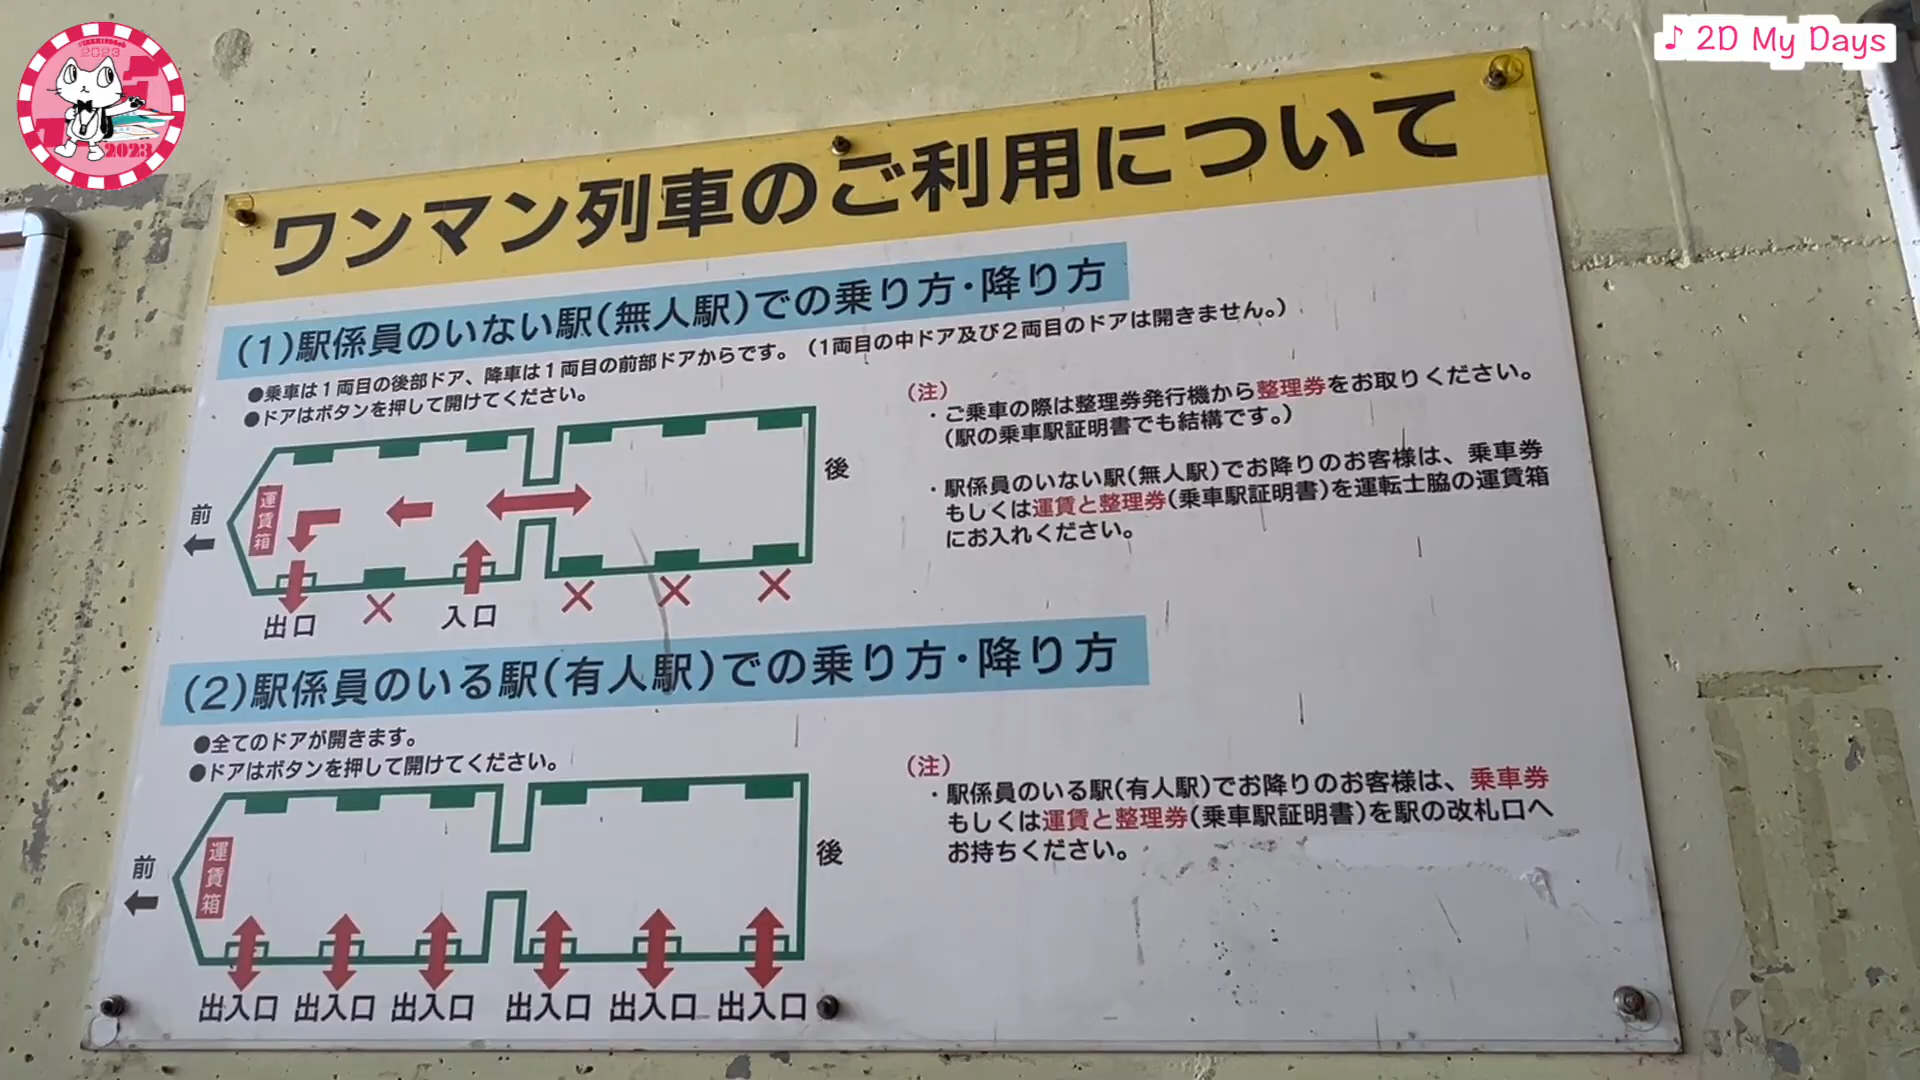 2023
2023
♪ 2D My Days
ワンマン列車のご利用について
(1)駅係員のいない駅(無人駅)での乗り方・降り方
●乗車は1両目の後部ドア、降車は1両目の前部ドアからです。(1両目の中ドア及び2両目のドアは開きません。)
●ドアはボタンを押して開けてください。
(注)
・ご乗車の際は整理券発行機から整理券をお取りください。
(駅の乗車駅証明書でも結構です。)
・駅係員のいない駅(無人駅)でお降りのお客様は、乗車券
もしくは運賃と整理券(乗車駅証明書)を運転士脇の運賃箱
にお入れください。
前
運賃箱
後
出口
入口
(2)駅係員のいる駅(有人駅)での乗り方・降り方
●全てのドアが開きます。
●ドアはボタンを押して開けてください。
(注)
・駅係員のいる駅(有人駅)でお降りのお客様は、乗車券
もしくは運賃と整理券(乗車駅証明書)を駅の改札口へ
お持ちください。
前
運賃箱
後
出入口 出入口 出入口 出入口 出入口 出入口